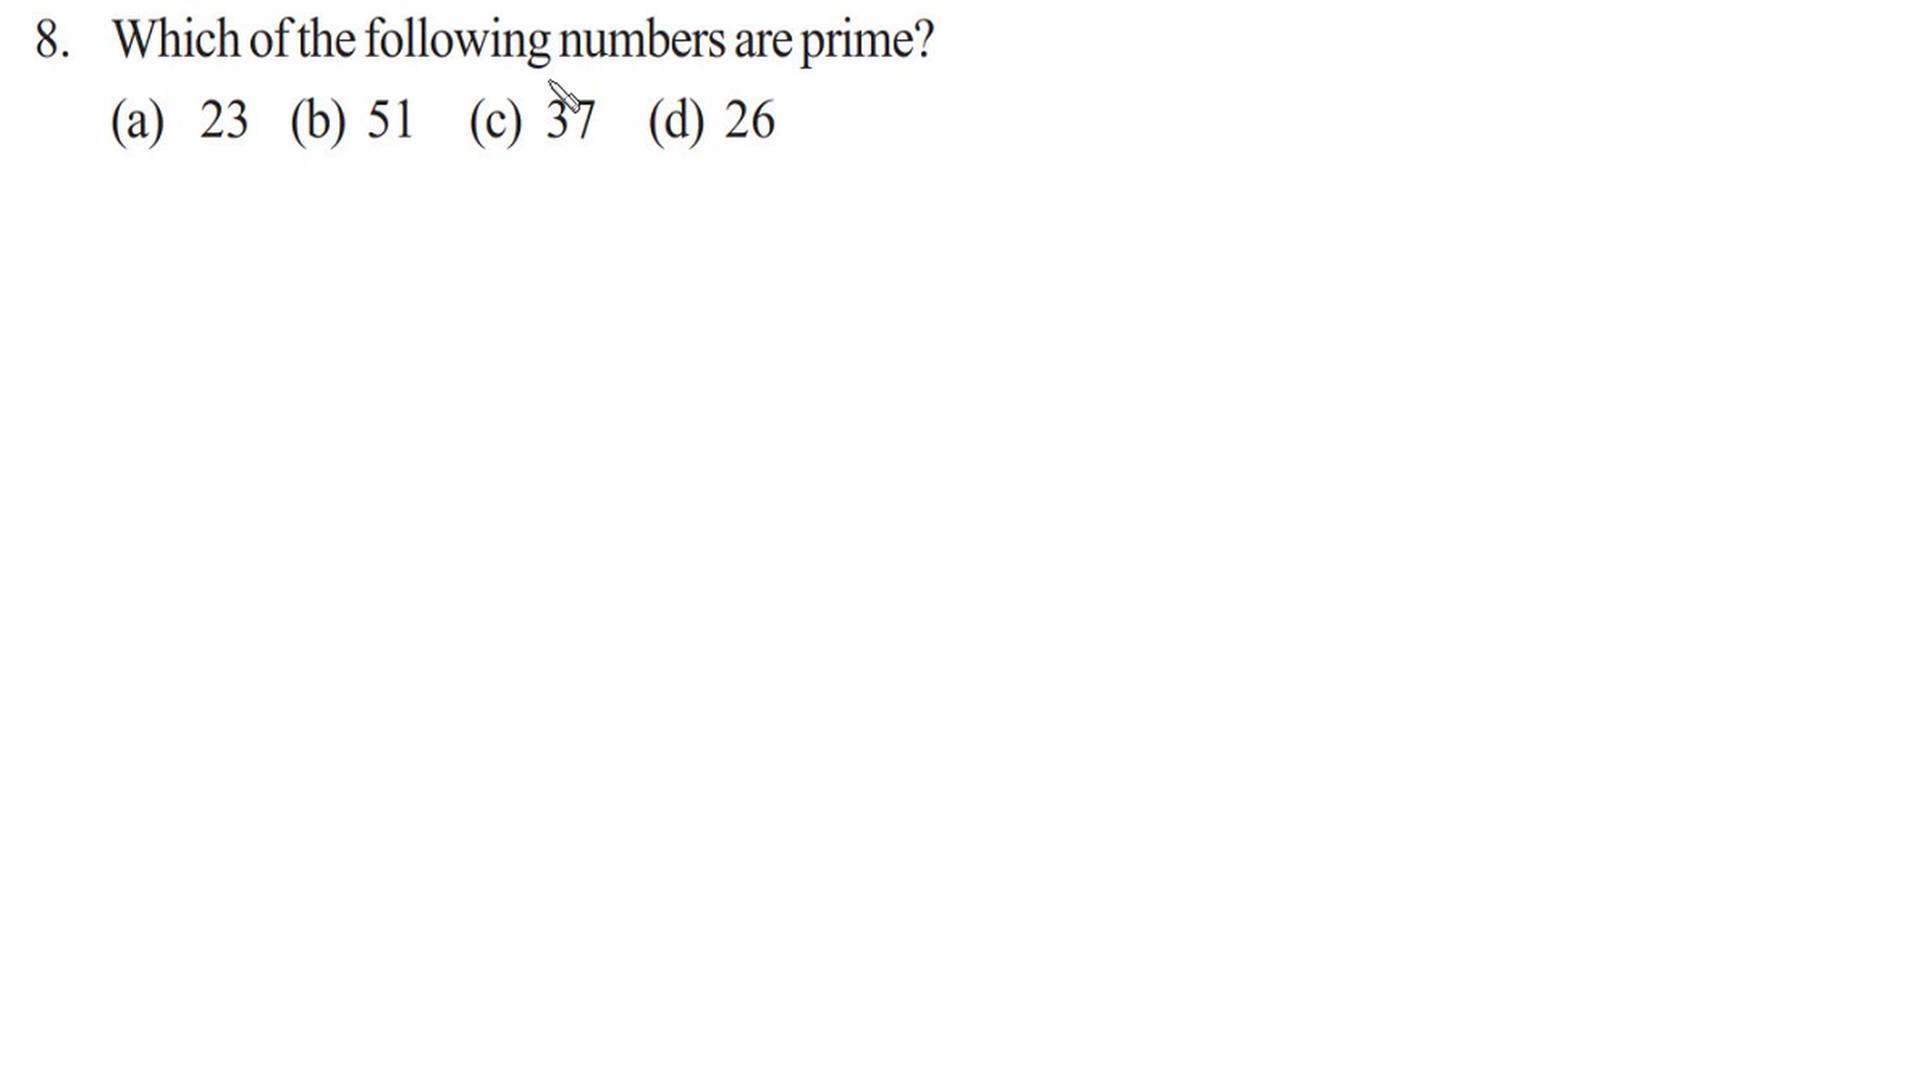 8. Which of the following numbers are prime?
(a) 23 (b) 51 (c) 37 (d) 26